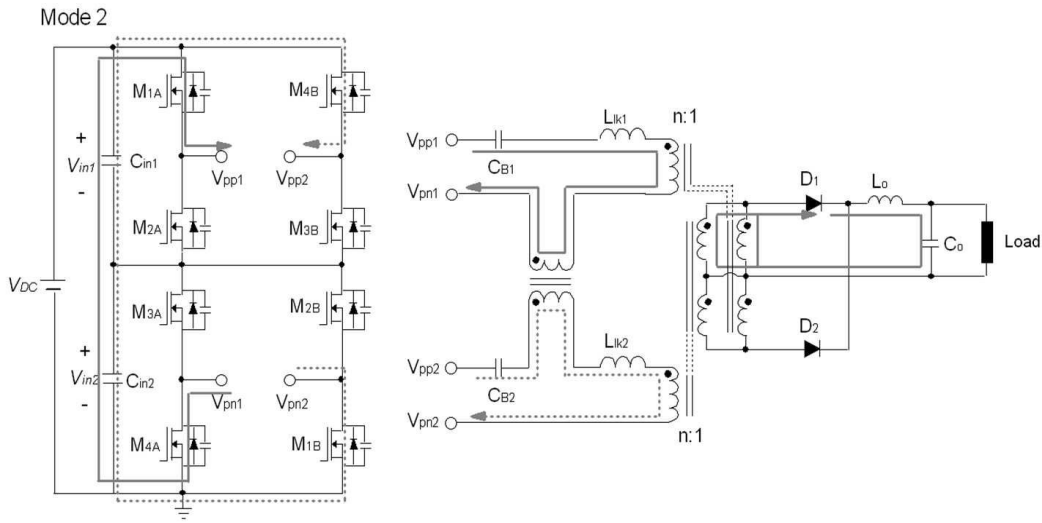 Mode 2
M1A
M4B
+
Vin1
-
Cin1
Vpp1
Vpp2
M2A
M3B
VDC
M3A
M2B
+
Vin2
-
Cin2
Vpn1
Vpn2
M4A
M1B
Vpp1
CB1
Llk1
n:1
Vpn1
D1
Lo
Co
Load
D2
Vpp2
CB2
Llk2
Vpn2
n:1